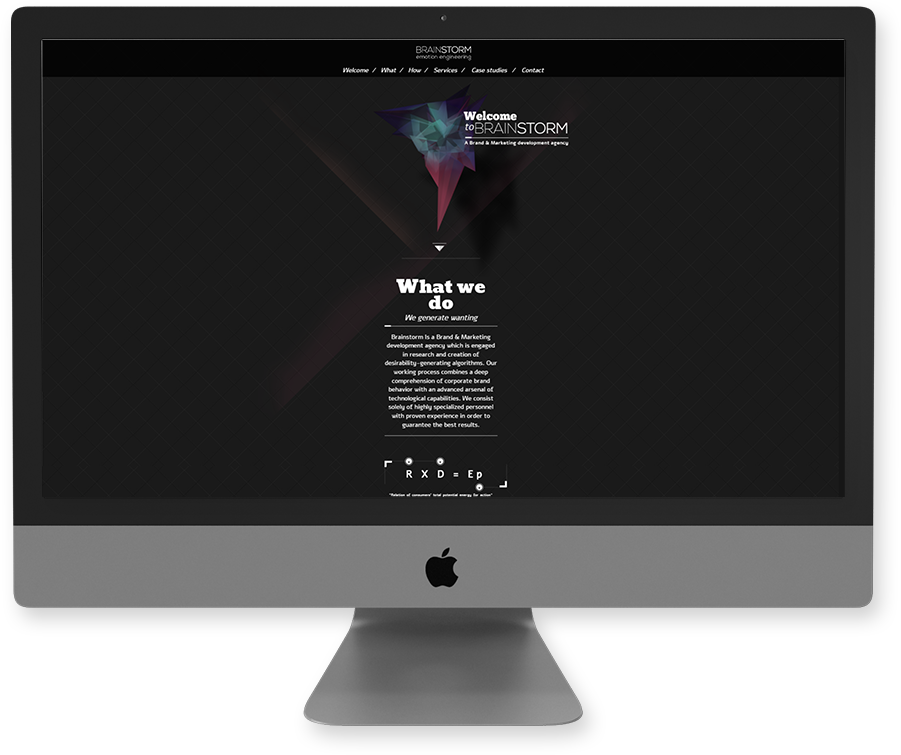 BRAINSTORM
emotion engineering
Welcome / What / How / Services / Case studies / Contact
Welcome
to BRAINSTORM
A Brand & Marketing development agency
What we
do
We generate wanting
Brainstorm is a Brand & Marketing
development agency which is engaged
in research and creation of
desirability-generating algorithms. Our
working process combines a deep
comprehension of corporate brand
behavior with an advanced arsenal of
technological capabilities. We consist
solely of highly specialized personnel
with proven experience in order to
guarantee the best results.
R X D = Ep
"Relation of consumers' total potential energy for action"